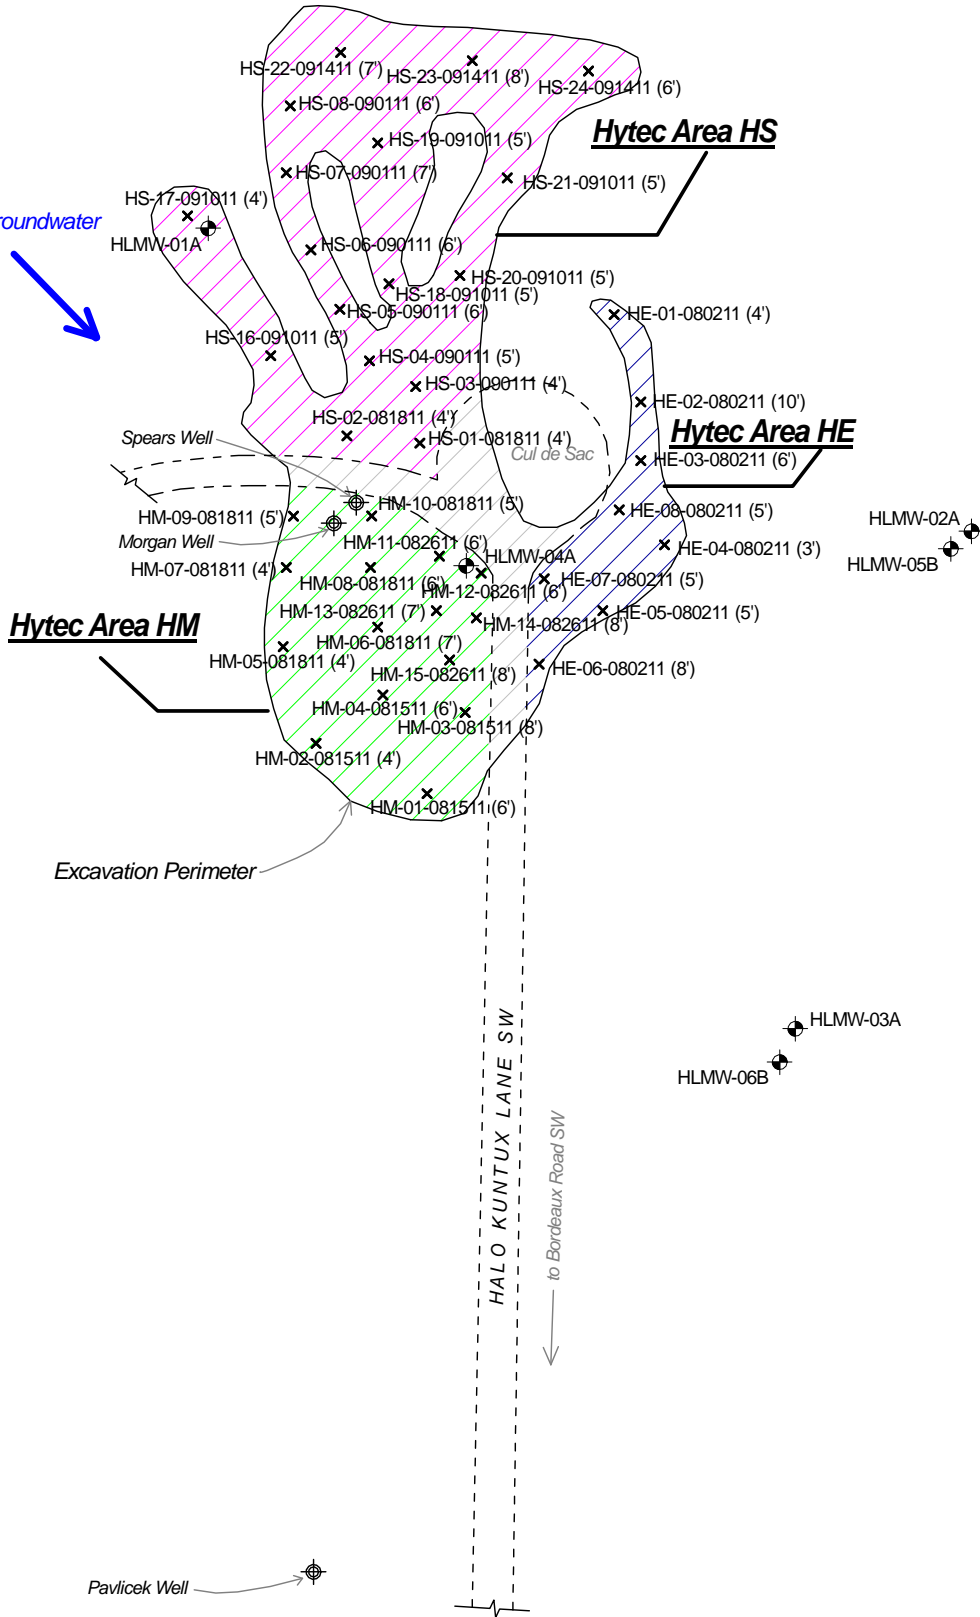 HS-22-091411 (7')
HS-23-091411 (8')
HS-24-091411 (6')
HS-08-090111 (6')
Hytec Area HS
HS-19-091011 (5')
HS-07-090111 (7')
HS-21-091011 (5')
HS-17-091011 (4')
roundwater
HLMW-01A
HS-06-090111 (6')
HS-20-091011 (5')
HS-18-091011 (5')
HS-05-090111 (6')
HE-01-080211 (4')
HS-16-091011 (5')
HS-04-090111 (5')
HS-03-090111 (4')
HE-02-080211 (10')
HS-02-081811 (4')
Hytec Area HE
Spears Well
HS-01-081811 (4')
Cul de Sac
HE-03-080211 (6')
HM-10-081811 (5')
HE-08-080211 (5')
HM-09-081811 (5')
HLMW-02A
Morgan Well
HM-11-082611 (6')
HE-04-080211 (3')
HLMW-04A
HLMW-05B
HM-07-081811 (4')
HM-08-081811 (6')
HE-07-080211 (5')
HM-12-082611 (6')
HM-13-082611 (7')
HE-05-080211 (5')
Hytec Area HM
HM-14-082611 (8')
HM-06-081811 (7')
HM-05-081811 (4')
HE-06-080211 (8')
HM-15-082611 (8')
HM-04-081511 (6')
HM-03-081511 (8')
HM-02-081511 (4')
HM-01-081511 (6')
Excavation Perimeter
HLMW-03A
HLMW-06B
HALO KUNTUX LANE SW
to Bordeaux Road SW
Pavlicek Well